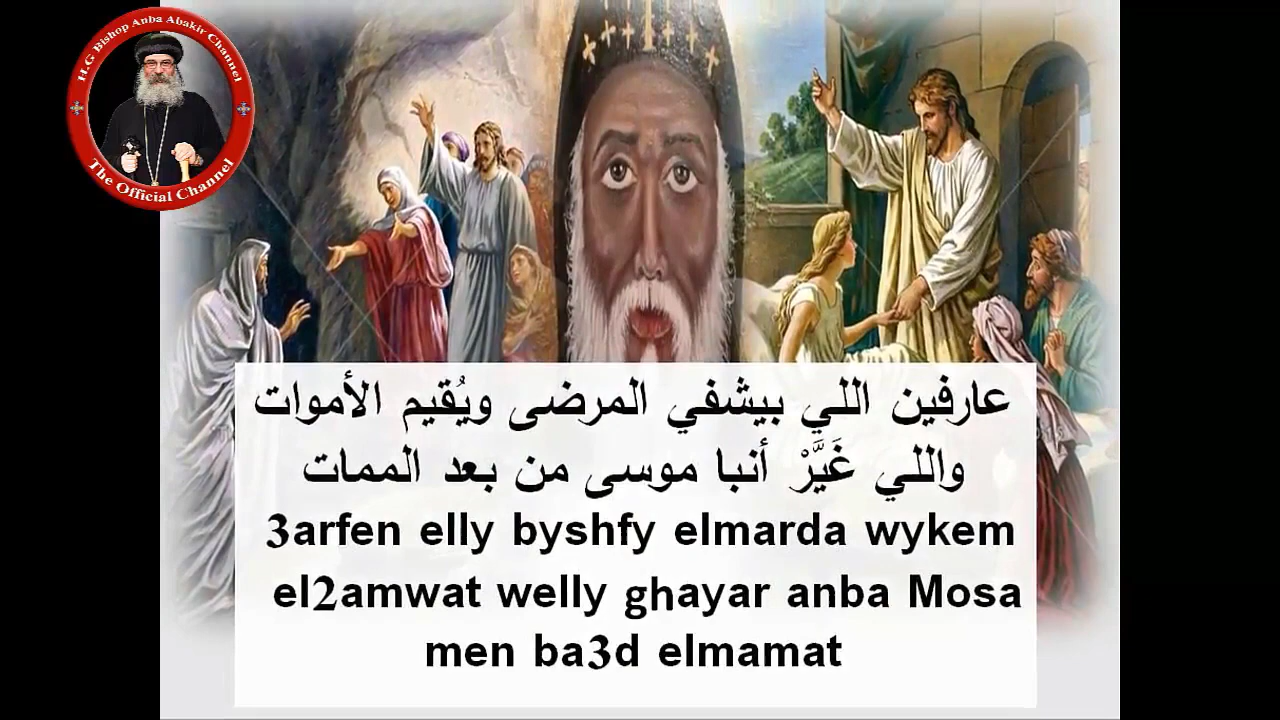 H.G Bishop Anba Abakir Channel
The Official Channel
عارفين اللي بيشفي المرضى ويُقيم الأموات
واللي غَيَّرْ أنبا موسى من بعد الممات
3arfen elly byshfy elmarda wykem
el2amwat welly ghayar anba Mosa
men ba3d elmamat